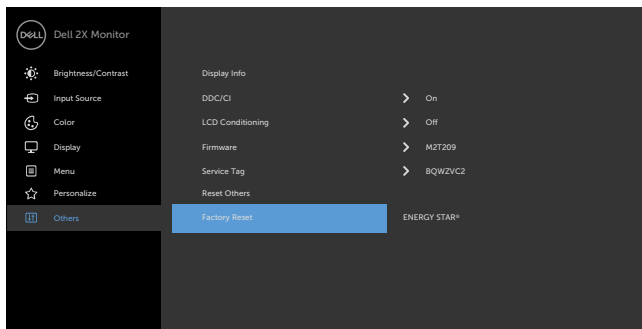 DELL Dell 2X Monitor
Brightness/Contrast Display Info
Input Source DDC/CI On
Color LCD Conditioning Off
Display Firmware M2T209
Menu Service Tag BQWZVC2
Personalize Reset Others
Others Factory Reset ENERGY STAR®